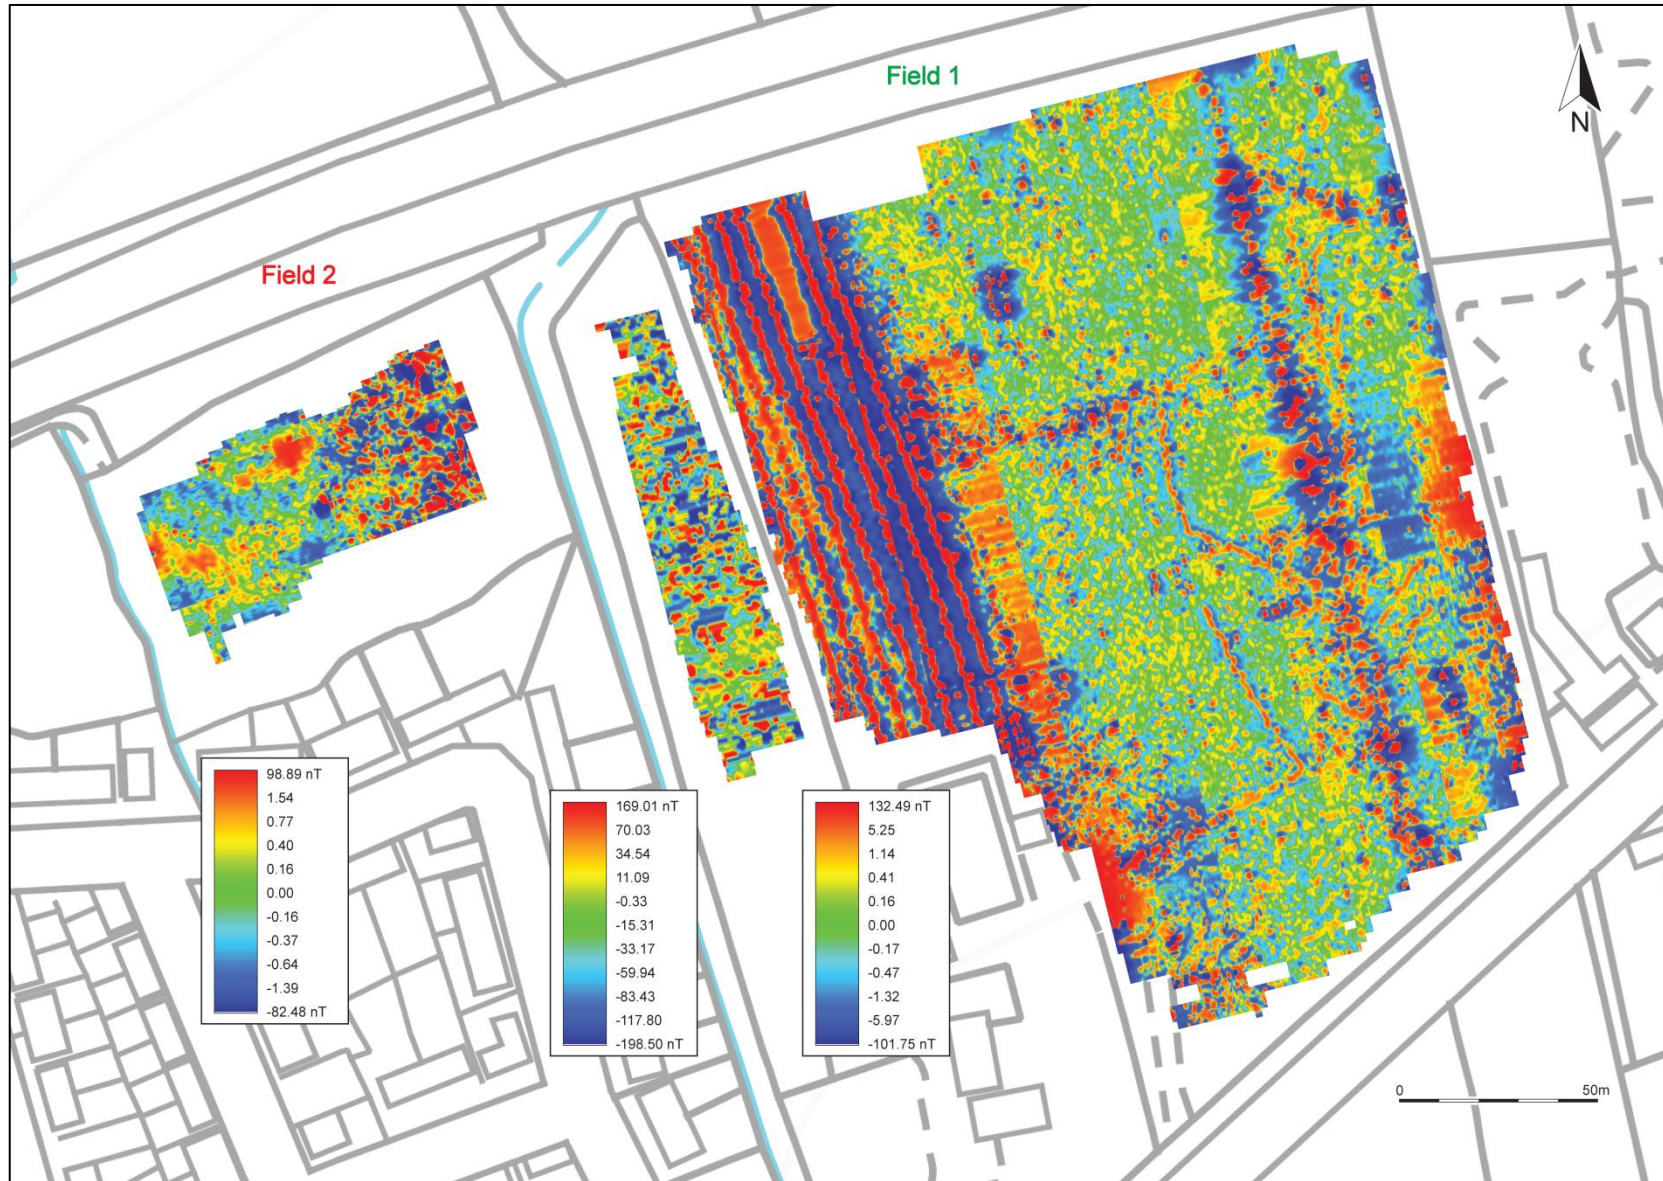 Field 1
N
Field 2
98.89 nT
1.54
0.77
0.40
0.16
0.00
-0.16
-0.37
-0.64
-1.39
-82.48 nT
169.01 nT
70.03
34.54
11.09
-0.33
-15.31
-33.17
-59.94
-83.43
-117.80
-198.50 nT
132.49 nT
5.25
1.14
0.41
0.16
0.00
-0.17
-0.47
-1.32
-5.97
-101.75 nT
0 50m